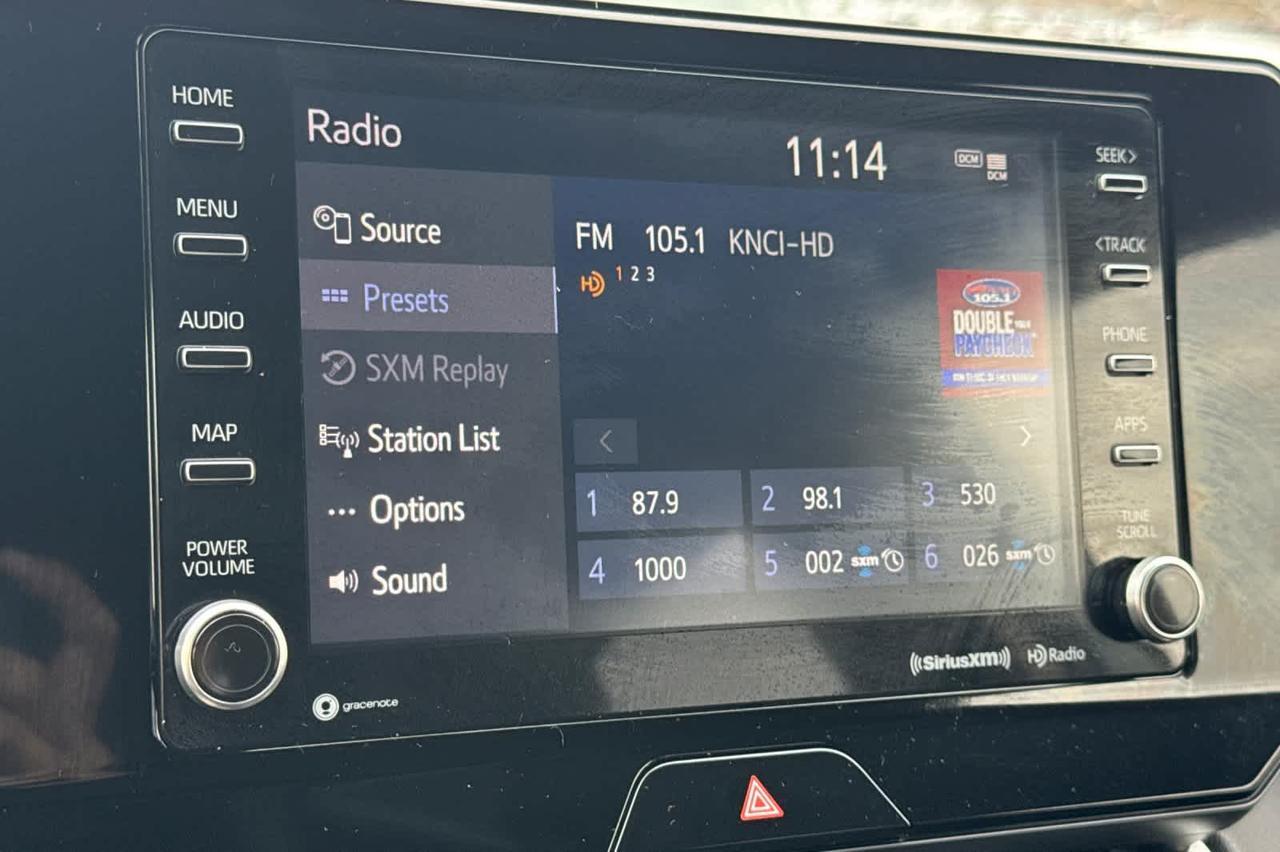 HOME
MENU
AUDIO
MAP
POWER
VOLUME
Radio
11:14
DCM
DCM
Source
Presets
SXM Replay
Station List
Options
Sound
FM 105.1 KNCI-HD
HD 1 2 3
105.1
DOUBLE YOUR
PAYCHECK
<
>
1 87.9
2 98.1
3 530
4 1000
5 002 sxm
6 026 sxm
SEEK>
<TRACK
PHONE
APPS
TUNE
SCROLL
gracenote
((SiriusXM))
HD Radio